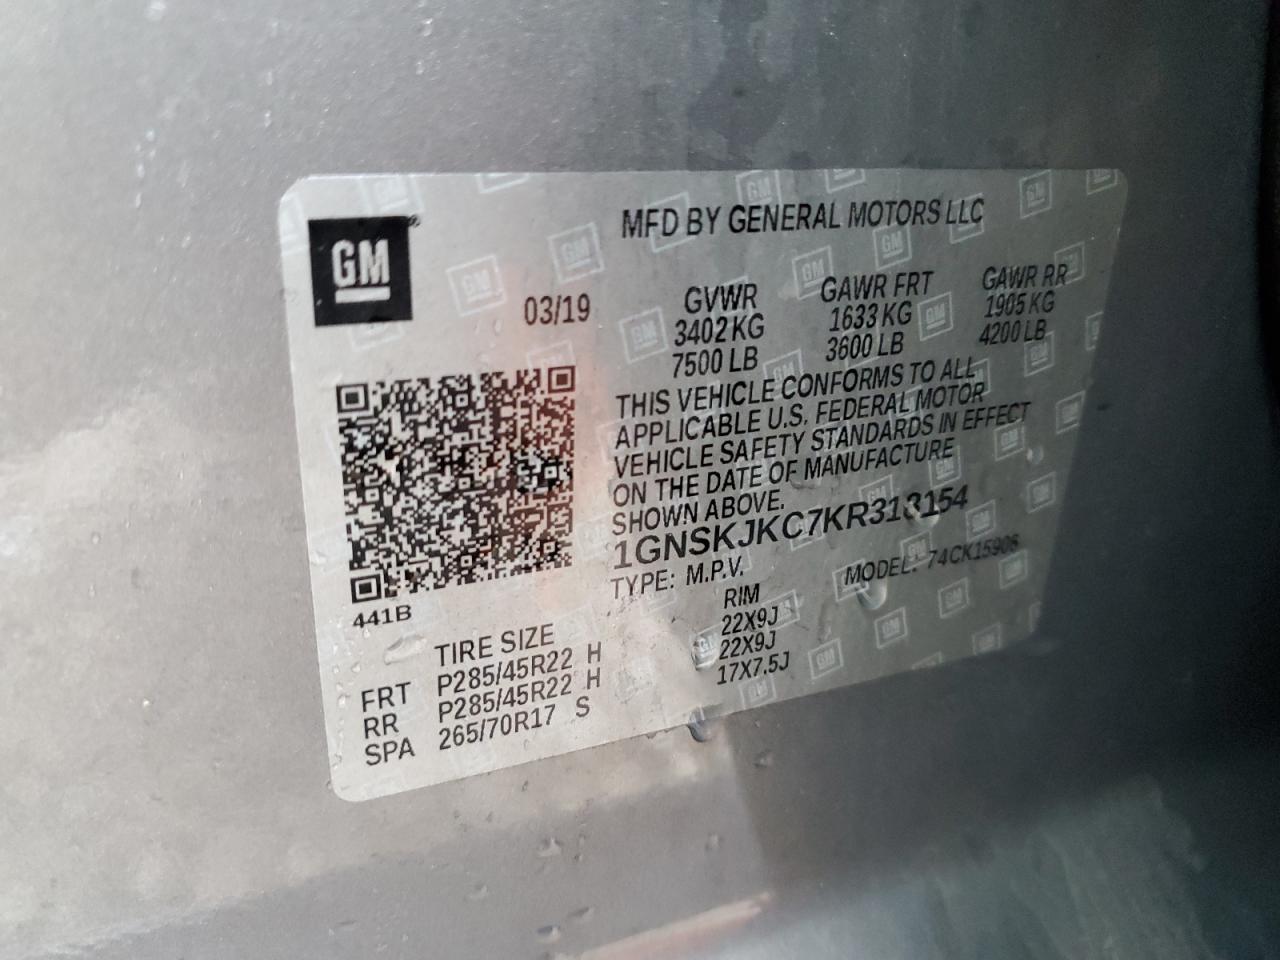 GM
MFD BY GENERAL MOTORS LLC
03/19
GVWR GAWR FRT GAWR RR
3402 KG 1633 KG 1905 KG
7500 LB 3600 LB 4200 LB
THIS VEHICLE CONFORMS TO ALL
APPLICABLE U.S. FEDERAL MOTOR
VEHICLE SAFETY STANDARDS IN EFFECT
ON THE DATE OF MANUFACTURE
SHOWN ABOVE.
1GNSKJKC7KR313154
TYPE: M.P.V. MODEL: 74CK15906
441B
TIRE SIZE RIM
FRT P285/45R22 H 22X9J
RR P285/45R22 H 22X9J
SPA 265/70R17 S 17X7.5J